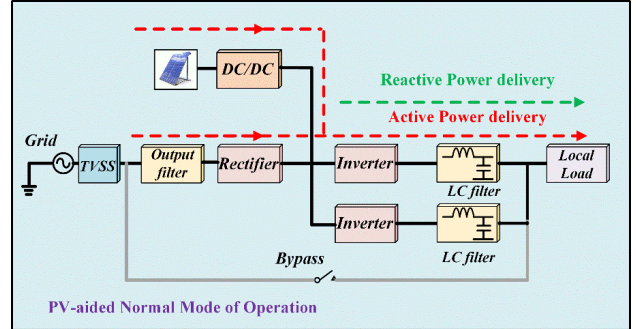 DC/DC
Reactive Power delivery
Active Power delivery
Grid
TVSS
Output
filter
Rectifier
Inverter
LC filter
Local
Load
Inverter
LC filter
Bypass
PV-aided Normal Mode of Operation